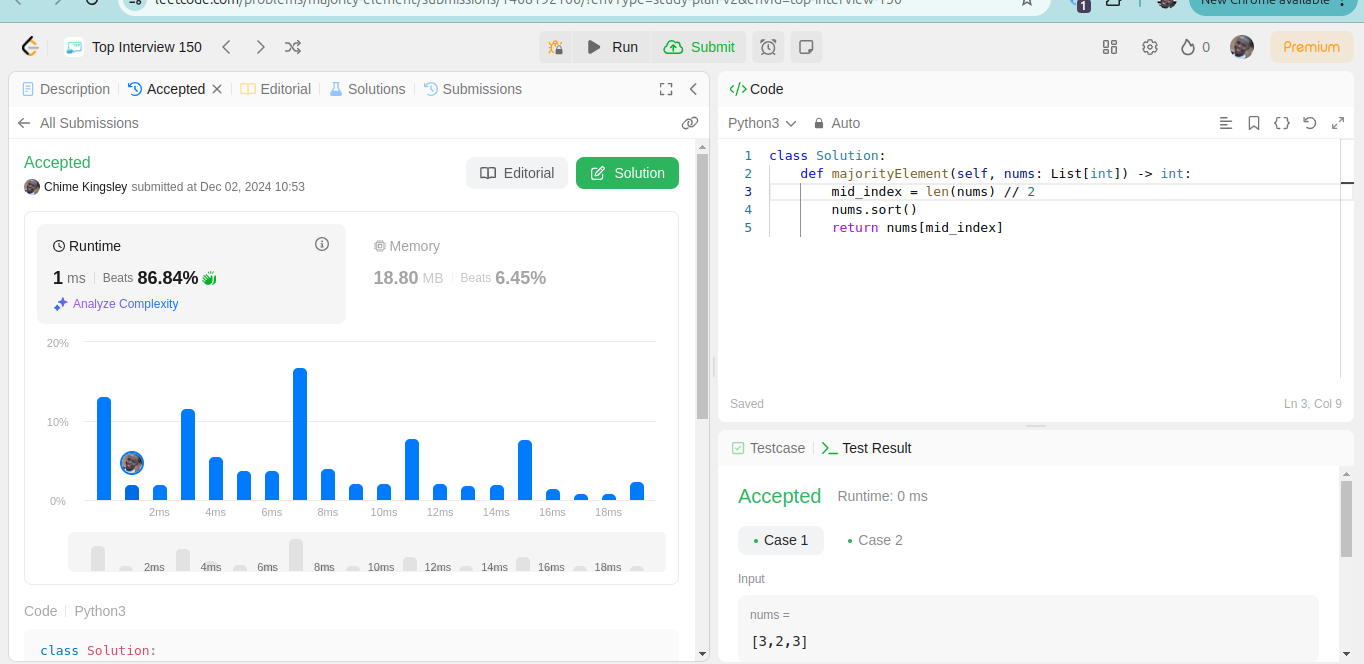 leetcode.com/problems/majority-element/submissions/1468192106/?envType=study-plan-v2&envId=top-interview-150
1
New Chrome available
Top Interview 150
Run
Submit
0
Premium
Description
Accepted
Editorial
Solutions
Submissions
All Submissions
Accepted
Chime Kingsley submitted at Dec 02, 2024 10:53
Editorial
Solution
Runtime
1 ms Beats 86.84%
Analyze Complexity
Memory
18.80 MB Beats 6.45%
20%
10%
0%
2ms 4ms 6ms 8ms 10ms 12ms 14ms 16ms 18ms
2ms 4ms 6ms 8ms 10ms 12ms 14ms 16ms 18ms
Code Python3
class Solution:
</> Code
Python3
Auto
1 class Solution:
2 def majorityElement(self, nums: List[int]) -> int:
3 mid_index = len(nums) // 2
4 nums.sort()
5 return nums[mid_index]
Saved
Ln 3, Col 9
Testcase
Test Result
Accepted Runtime: 0 ms
Case 1
Case 2
Input
nums =
[3,2,3]